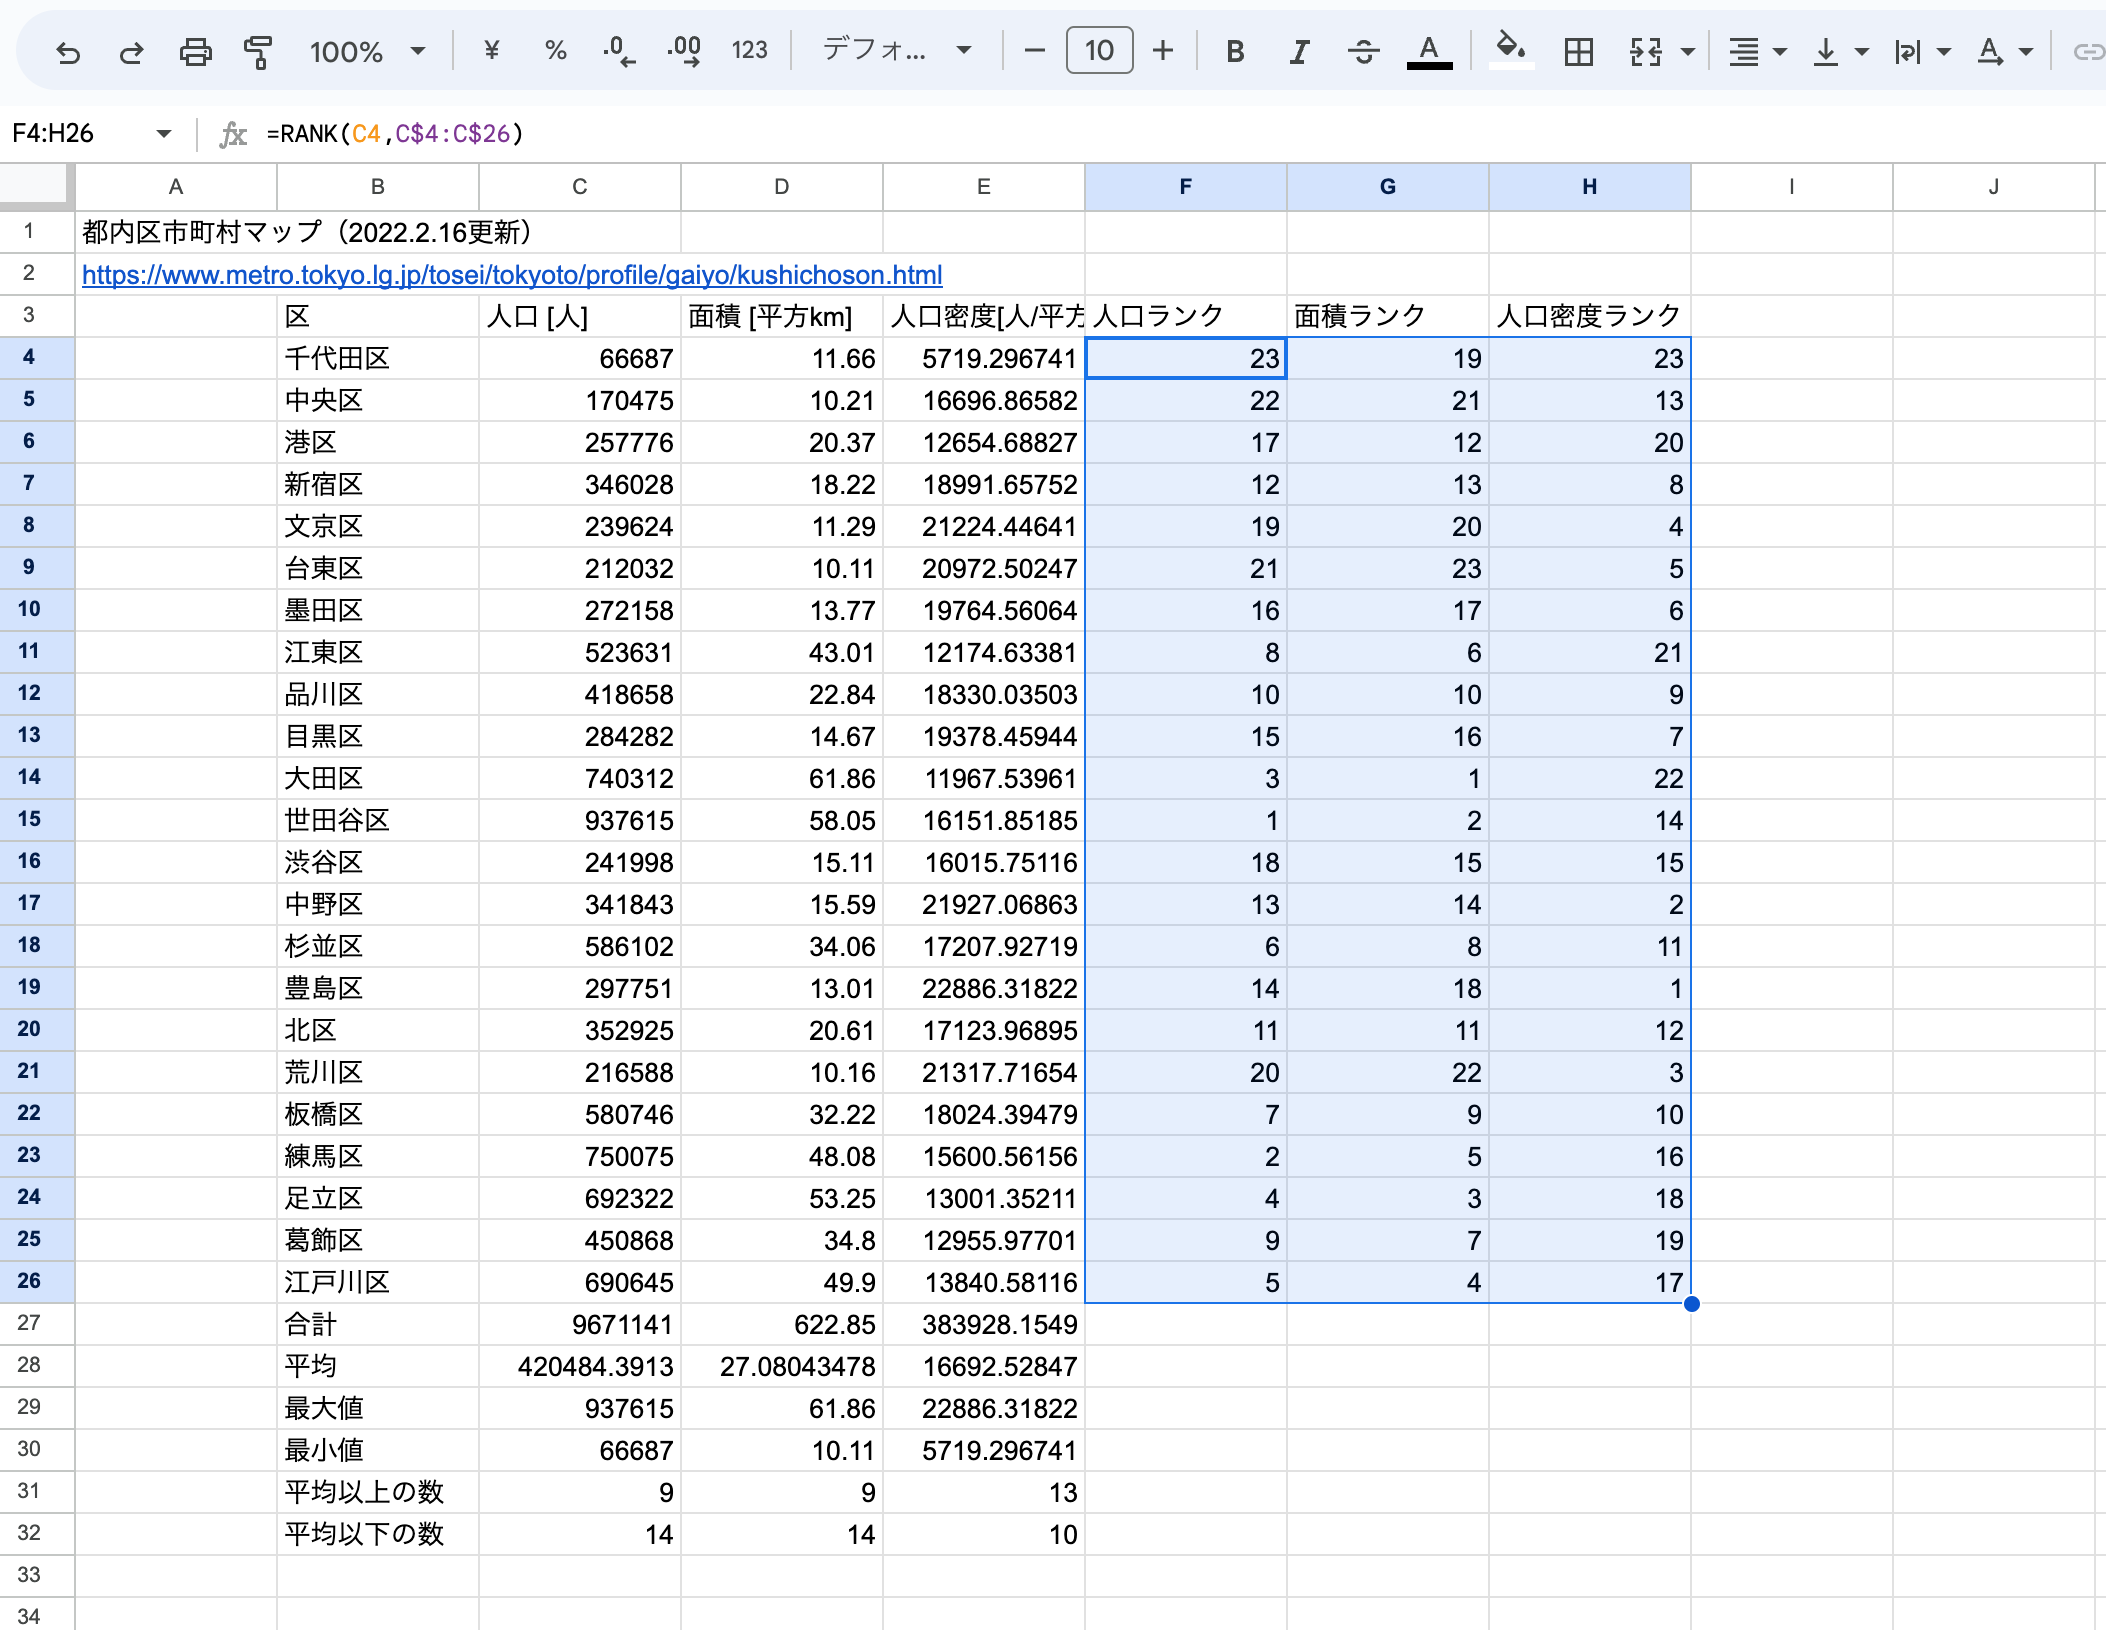 100% ¥ % .0 .00 123 デフォ... 10 B I A A
F4:H26 fx =RANK(C4,C$4:C$26)
A B C D E F G H I J
1 都内区市町村マップ（2022.2.16更新）
2 https://www.metro.tokyo.lg.jp/tosei/tokyoto/profile/gaiyo/kushichoson.html
3 区 人口 [人] 面積 [平方km] 人口密度[人/平方 人口ランク 面積ランク 人口密度ランク
4 千代田区 66687 11.66 5719.296741 23 19 23
5 中央区 170475 10.21 16696.86582 22 21 13
6 港区 257776 20.37 12654.68827 17 12 20
7 新宿区 346028 18.22 18991.65752 12 13 8
8 文京区 239624 11.29 21224.44641 19 20 4
9 台東区 212032 10.11 20972.50247 21 23 5
10 墨田区 272158 13.77 19764.56064 16 17 6
11 江東区 523631 43.01 12174.63381 8 6 21
12 品川区 418658 22.84 18330.03503 10 10 9
13 目黒区 284282 14.67 19378.45944 15 16 7
14 大田区 740312 61.86 11967.53961 3 1 22
15 世田谷区 937615 58.05 16151.85185 1 2 14
16 渋谷区 241998 15.11 16015.75116 18 15 15
17 中野区 341843 15.59 21927.06863 13 14 2
18 杉並区 586102 34.06 17207.92719 6 8 11
19 豊島区 297751 13.01 22886.31822 14 18 1
20 北区 352925 20.61 17123.96895 11 11 12
21 荒川区 216588 10.16 21317.71654 20 22 3
22 板橋区 580746 32.22 18024.39479 7 9 10
23 練馬区 750075 48.08 15600.56156 2 5 16
24 足立区 692322 53.25 13001.35211 4 3 18
25 葛飾区 450868 34.8 12955.97701 9 7 19
26 江戸川区 690645 49.9 13840.58116 5 4 17
27 合計 9671141 622.85 383928.1549
28 平均 420484.3913 27.08043478 16692.52847
29 最大値 937615 61.86 22886.31822
30 最小値 66687 10.11 5719.296741
31 平均以上の数 9 9 13
32 平均以下の数 14 14 10
33
34